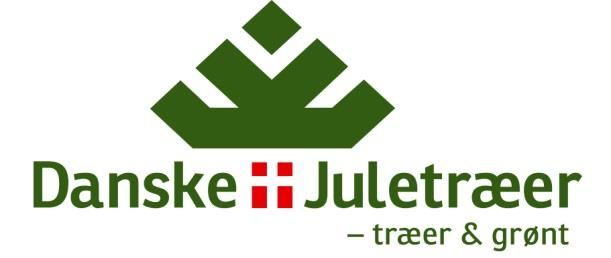 Danske Juletræer
– træer & grønt